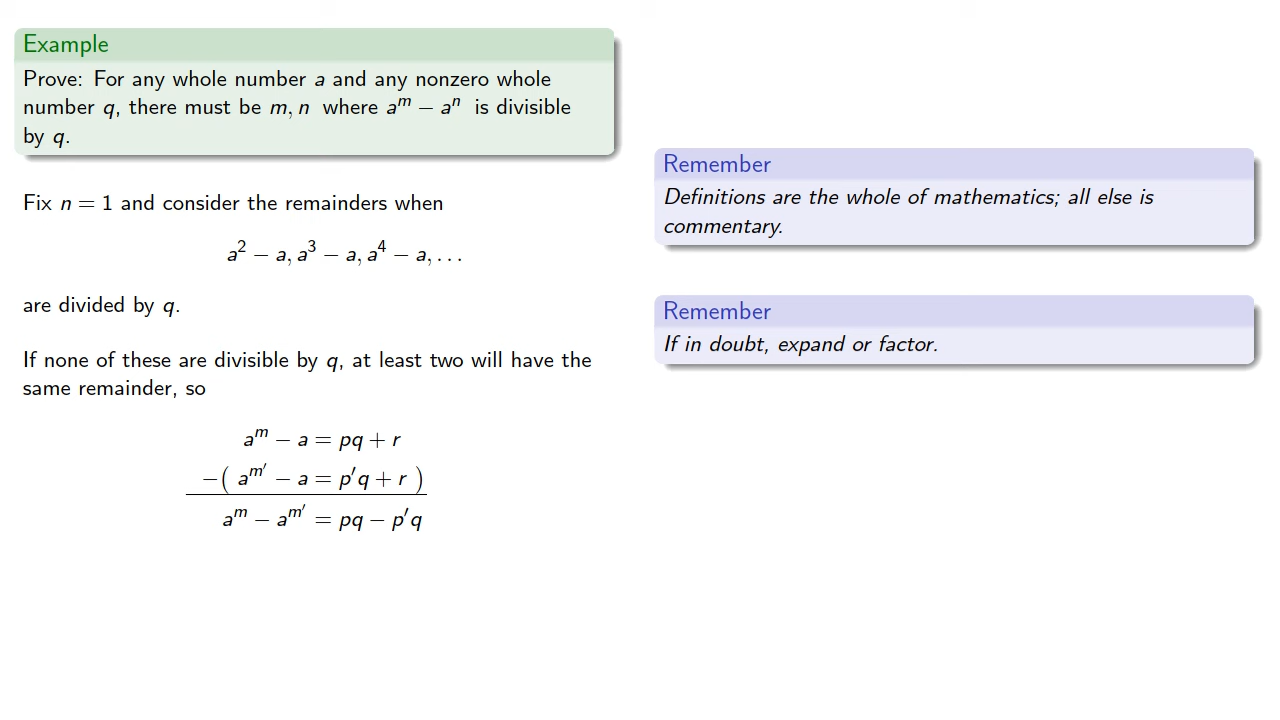 Example
Prove: For any whole number a and any nonzero whole
number q, there must be m, n where a^m − a^n is divisible
by q.
Fix n = 1 and consider the remainders when
a^2 − a, a^3 − a, a^4 − a, . . .
are divided by q.
If none of these are divisible by q, at least two will have the
same remainder, so
a^m − a = pq + r
−( a^m′ − a = p′q + r )
a^m − a^m′ = pq − p′q
Remember
Definitions are the whole of mathematics; all else is
commentary.
Remember
If in doubt, expand or factor.